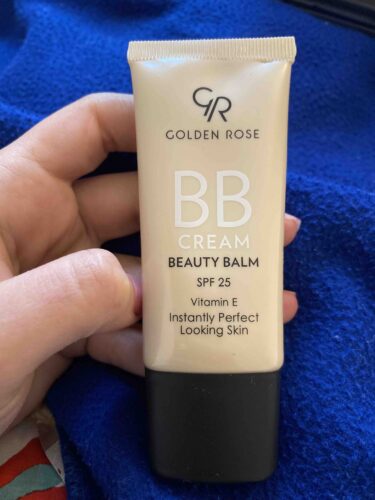 GR
GOLDEN ROSE
BB
CREAM
BEAUTY BALM
SPF 25
Vitamin E
Instantly Perfect
Looking Skin